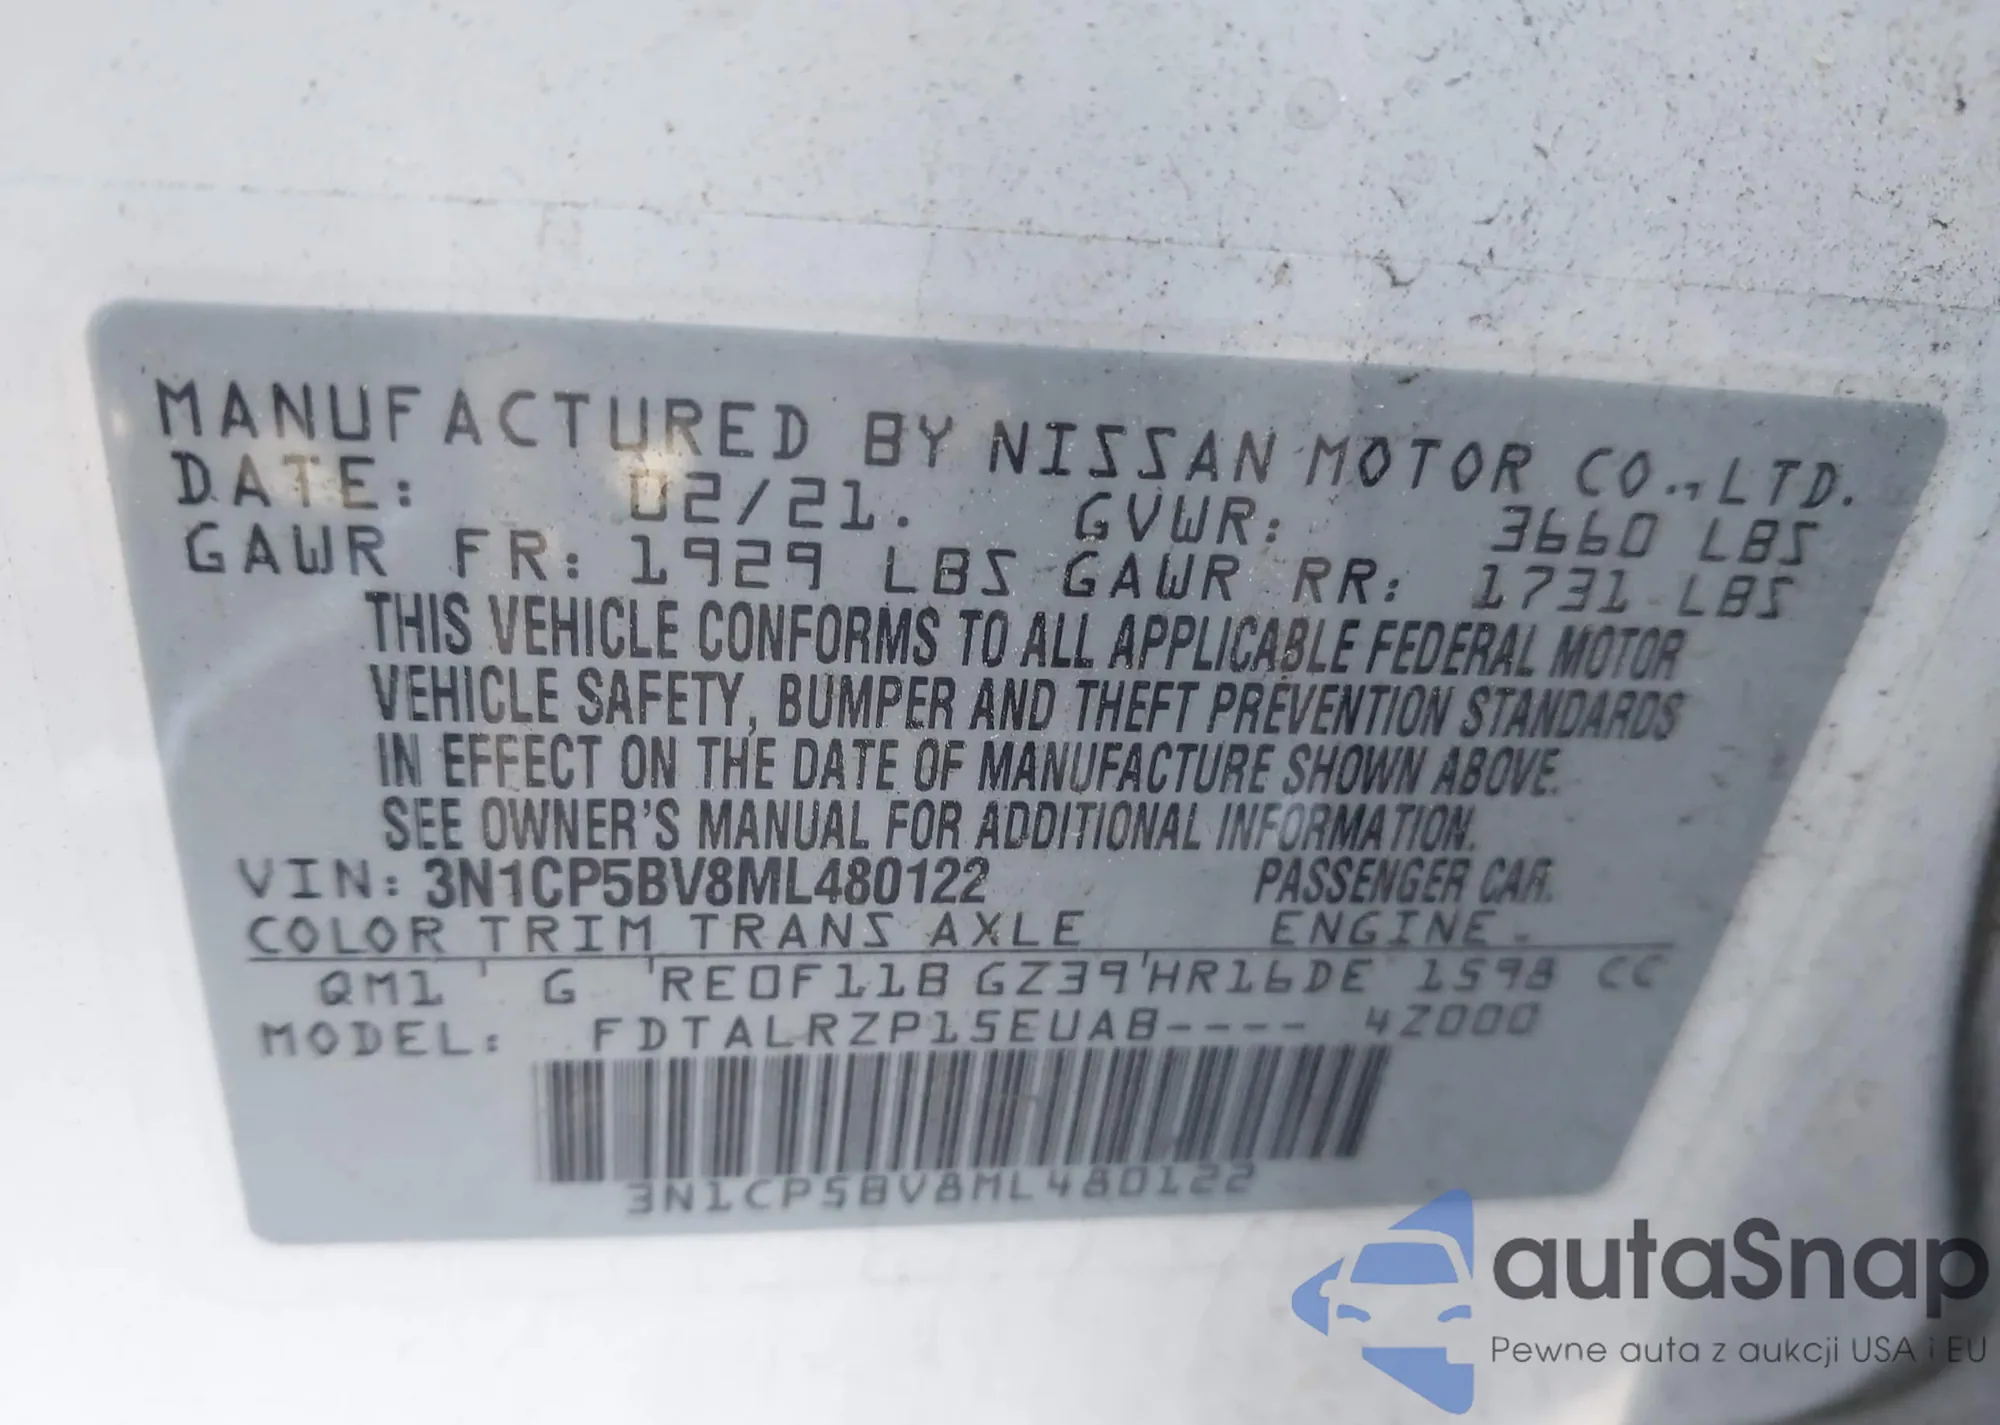 MANUFACTURED BY NISSAN MOTOR CO., LTD.
DATE: 02/21. GVWR: 3660 LBS
GAWR FR: 1929 LBS GAWR RR: 1731 LBS
THIS VEHICLE CONFORMS TO ALL APPLICABLE FEDERAL MOTOR
VEHICLE SAFETY, BUMPER AND THEFT PREVENTION STANDARDS
IN EFFECT ON THE DATE OF MANUFACTURE SHOWN ABOVE.
SEE OWNER'S MANUAL FOR ADDITIONAL INFORMATION.
VIN: 3N1CP5BV8ML480122 PASSENGER CAR.
COLOR TRIM TRANS AXLE ENGINE
QM1 G RE0F11B GZ39 HR16DE 1598 CC
MODEL: FDTALRZP15EUAB---- 4Z000
3N1CP5BV8ML480122
autaSnap
Pewne auta z aukcji USA i EU